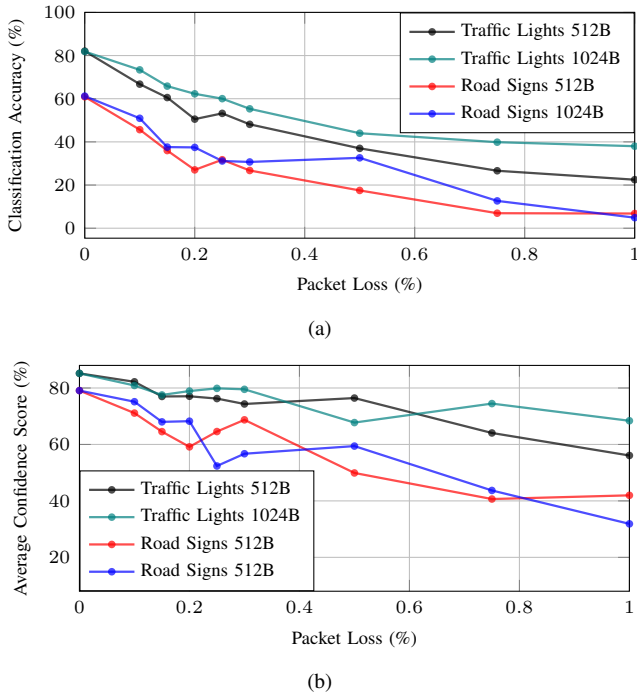 100
80
60
40
20
0
0
0.2
0.4
0.6
0.8
1
Classification Accuracy (%)
Packet Loss (%)
Traffic Lights 512B
Traffic Lights 1024B
Road Signs 512B
Road Signs 1024B
(a)
80
60
40
20
0
0.2
0.4
0.6
0.8
1
Average Confidence Score (%)
Packet Loss (%)
Traffic Lights 512B
Traffic Lights 1024B
Road Signs 512B
Road Signs 512B
(b)